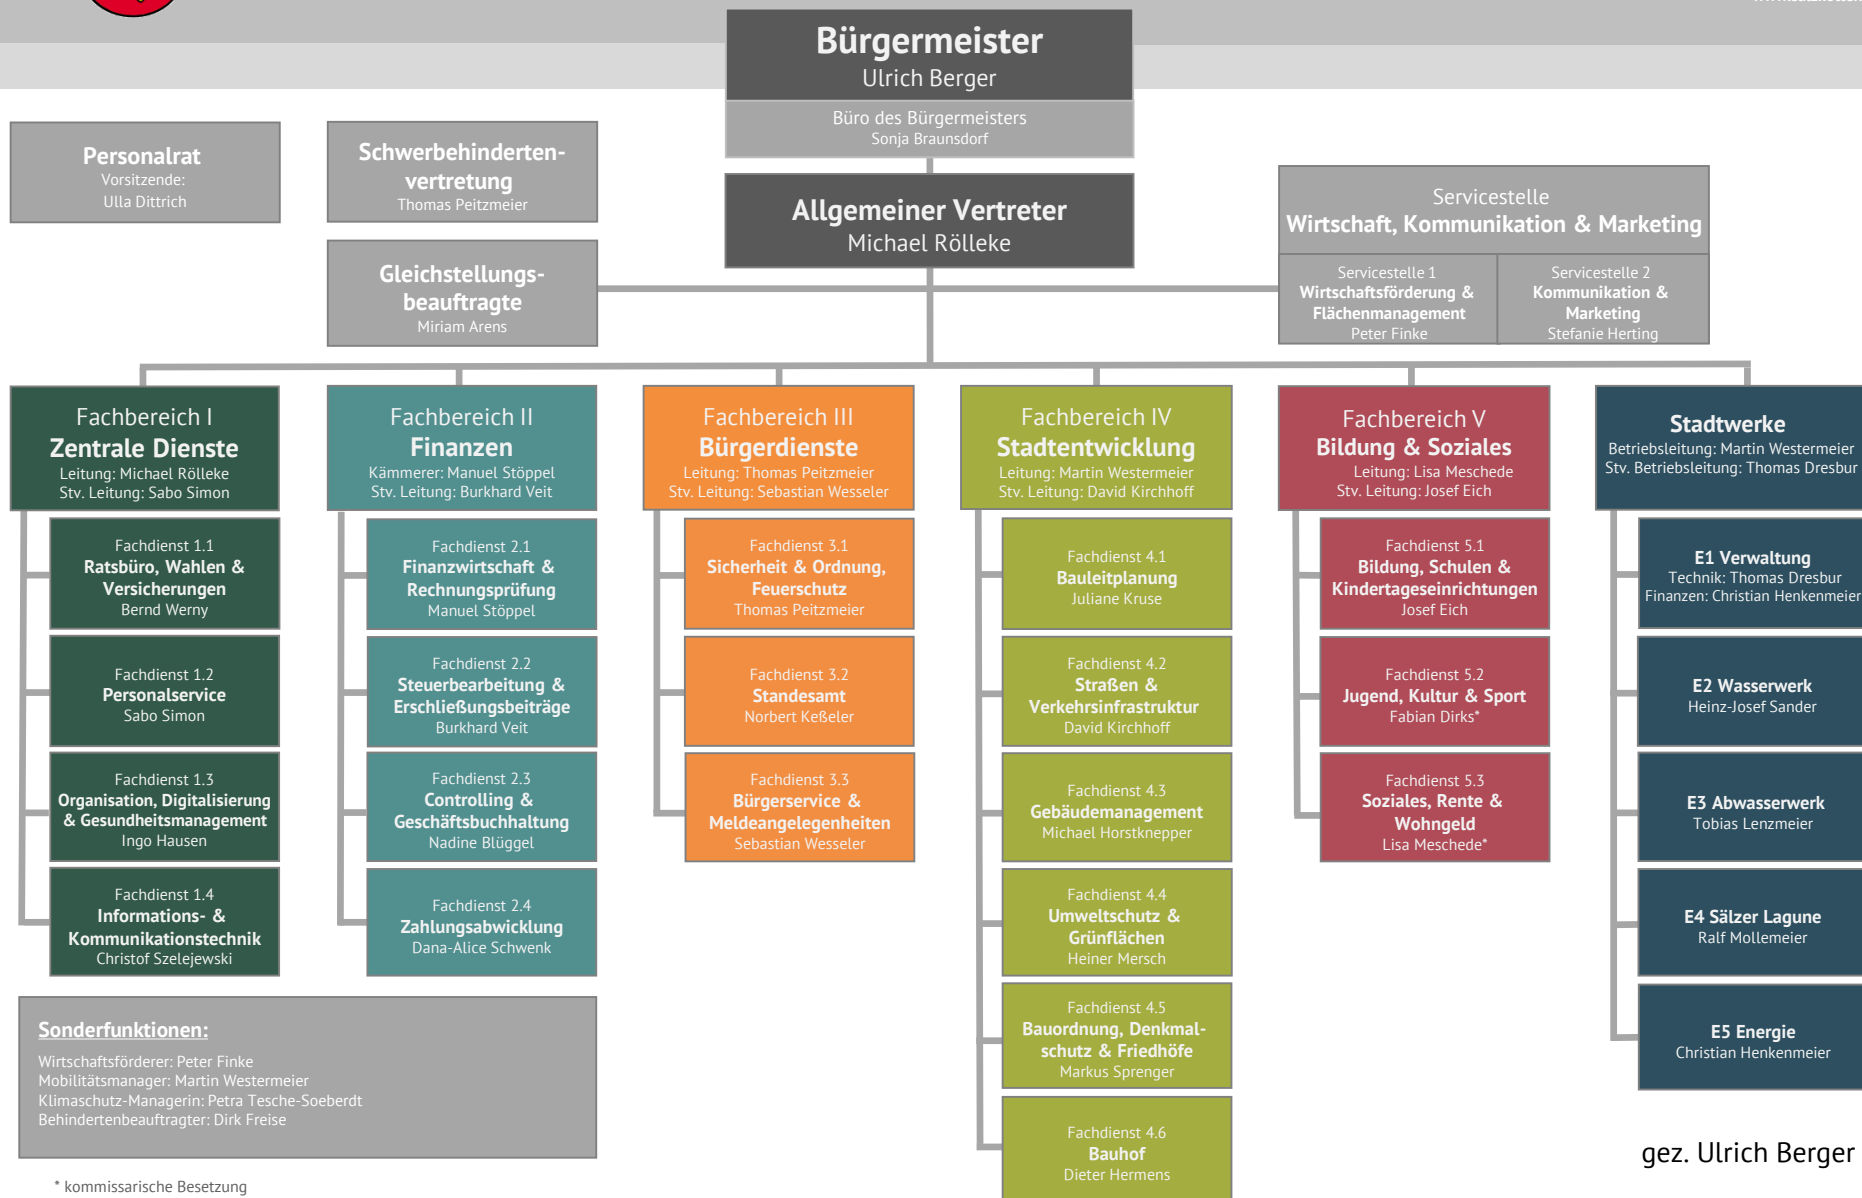 Bürgermeister
Ulrich Berger
Büro des Bürgermeisters
Sonja Braunsdorf
Personalrat
Vorsitzende:
Ulla Dittrich
Schwerbehinderten-
vertretung
Thomas Peitzmeier
Allgemeiner Vertreter
Michael Rölleke
Servicestelle
Wirtschaft, Kommunikation & Marketing
Servicestelle 1
Wirtschaftsförderung &
Flächenmanagement
Peter Finke
Servicestelle 2
Kommunikation &
Marketing
Stefanie Herting
Gleichstellungs-
beauftragte
Miriam Arens
Fachbereich I
Zentrale Dienste
Leitung: Michael Rölleke
Stv. Leitung: Sabo Simon
Fachdienst 1.1
Ratsbüro, Wahlen &
Versicherungen
Bernd Werny
Fachdienst 1.2
Personalservice
Sabo Simon
Fachdienst 1.3
Organisation, Digitalisierung
& Gesundheitsmanagement
Ingo Hausen
Fachdienst 1.4
Informations- &
Kommunikationstechnik
Christof Szelejewski
Fachbereich II
Finanzen
Kämmerer: Manuel Stöppel
Stv. Leitung: Burkhard Veit
Fachdienst 2.1
Finanzwirtschaft &
Rechnungsprüfung
Manuel Stöppel
Fachdienst 2.2
Steuerbearbeitung &
Erschließungsbeiträge
Burkhard Veit
Fachdienst 2.3
Controlling &
Geschäftsbuchhaltung
Nadine Blüggel
Fachdienst 2.4
Zahlungsabwicklung
Dana-Alice Schwenk
Fachbereich III
Bürgerdienste
Leitung: Thomas Peitzmeier
Stv. Leitung: Sebastian Wesseler
Fachdienst 3.1
Sicherheit & Ordnung,
Feuerschutz
Thomas Peitzmeier
Fachdienst 3.2
Standesamt
Norbert Keßeler
Fachdienst 3.3
Bürgerservice &
Meldeangelegenheiten
Sebastian Wesseler
Fachbereich IV
Stadtentwicklung
Leitung: Martin Westermeier
Stv. Leitung: David Kirchhoff
Fachdienst 4.1
Bauleitplanung
Juliane Kruse
Fachdienst 4.2
Straßen &
Verkehrsinfrastruktur
David Kirchhoff
Fachdienst 4.3
Gebäudemanagement
Michael Horstknepper
Fachdienst 4.4
Umweltschutz &
Grünflächen
Heiner Mersch
Fachdienst 4.5
Bauordnung, Denkmal-
schutz & Friedhöfe
Markus Sprenger
Fachdienst 4.6
Bauhof
Dieter Hermens
Fachbereich V
Bildung & Soziales
Leitung: Lisa Meschede
Stv. Leitung: Josef Eich
Fachdienst 5.1
Bildung, Schulen &
Kindertageseinrichtungen
Josef Eich
Fachdienst 5.2
Jugend, Kultur & Sport
Fabian Dirks*
Fachdienst 5.3
Soziales, Rente &
Wohngeld
Lisa Meschede*
Stadtwerke
Betriebsleitung: Martin Westermeier
Stv. Betriebsleitung: Thomas Dresbur
E1 Verwaltung
Technik: Thomas Dresbur
Finanzen: Christian Henkenmeier
E2 Wasserwerk
Heinz-Josef Sander
E3 Abwasserwerk
Tobias Lenzmeier
E4 Sälzer Lagune
Ralf Mollemeier
E5 Energie
Christian Henkenmeier
Sonderfunktionen:
Wirtschaftsförderer: Peter Finke
Mobilitätsmanager: Martin Westermeier
Klimaschutz-Managerin: Petra Tesche-Soeberdt
Behindertenbeauftragter: Dirk Freise
gez. Ulrich Berger
* kommissarische Besetzung